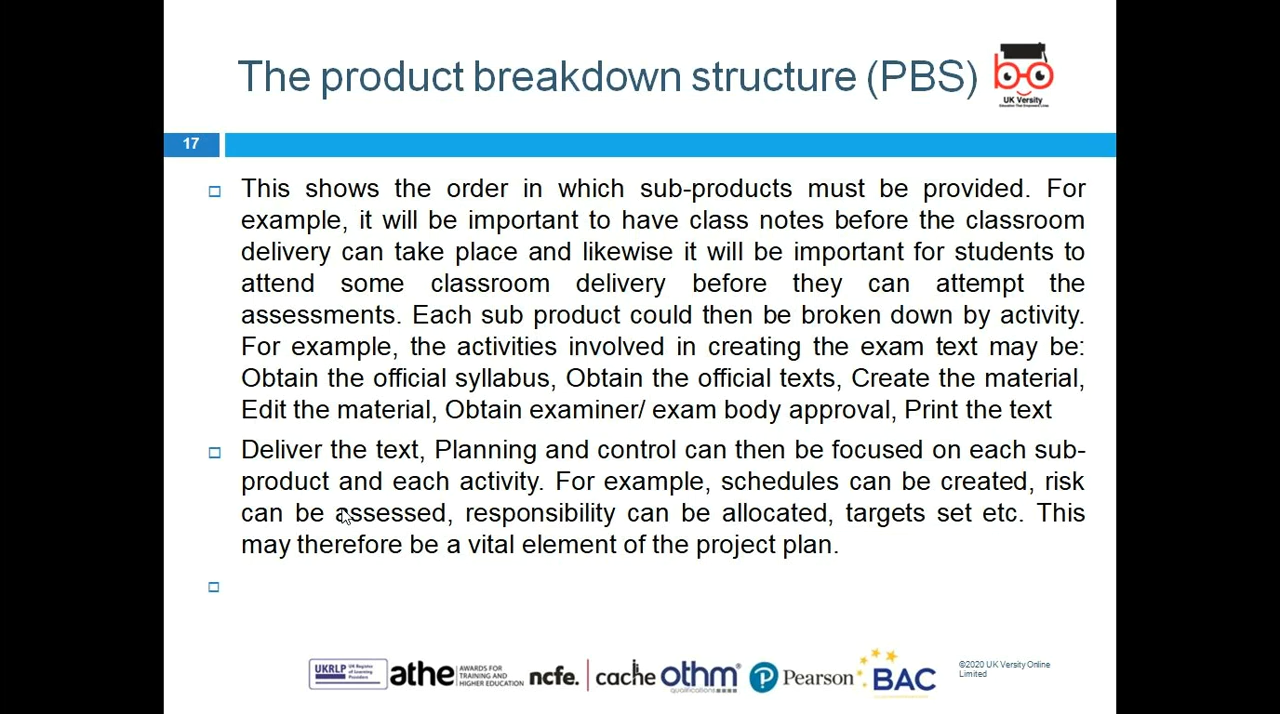 The product breakdown structure (PBS)
UK Versity
Education That Empowers Lives
17
This shows the order in which sub-products must be provided. For
example, it will be important to have class notes before the classroom
delivery can take place and likewise it will be important for students to
attend some classroom delivery before they can attempt the
assessments. Each sub product could then be broken down by activity.
For example, the activities involved in creating the exam text may be:
Obtain the official syllabus, Obtain the official texts, Create the material,
Edit the material, Obtain examiner/ exam body approval, Print the text
Deliver the text, Planning and control can then be focused on each sub-
product and each activity. For example, schedules can be created, risk
can be assessed, responsibility can be allocated, targets set etc. This
may therefore be a vital element of the project plan.
UKRLP
UK Register
of Learning
Providers
athe
AWARDS FOR
TRAINING AND
HIGHER EDUCATION
ncfe.
cache
othm
qualifications
Pearson
BAC
©2020 UK Versity Online
Limited